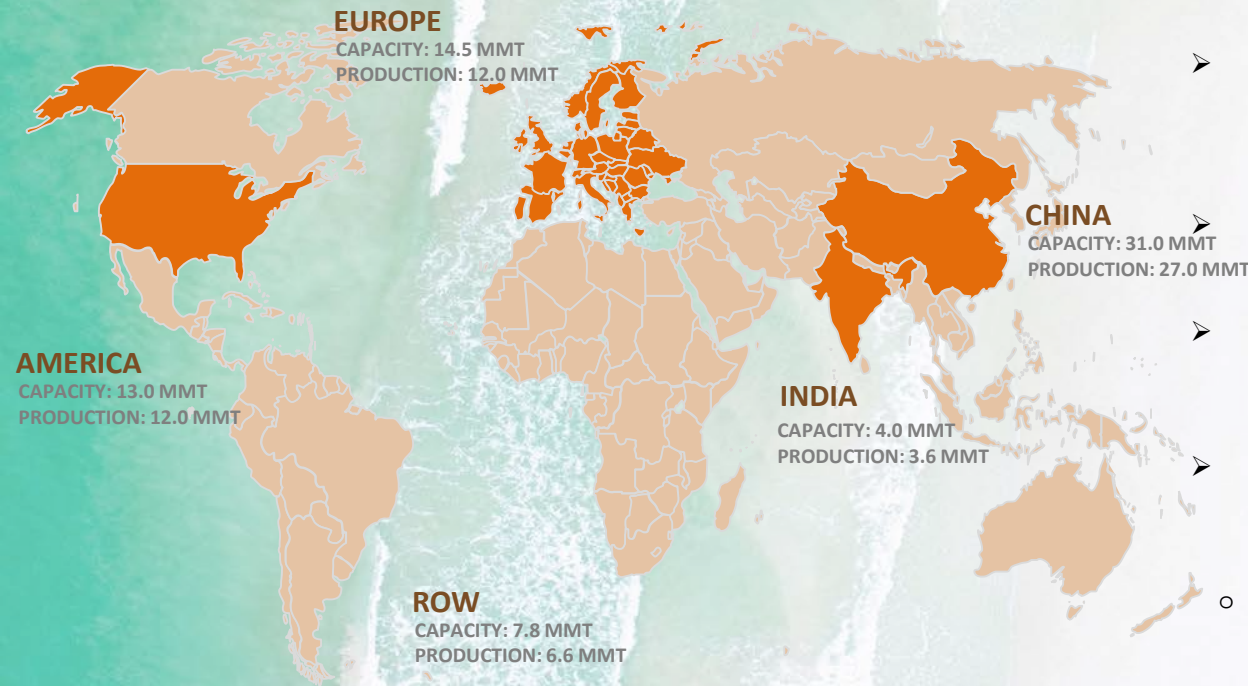 EUROPE
CAPACITY: 14.5 MMT
PRODUCTION: 12.0 MMT
CHINA
CAPACITY: 31.0 MMT
PRODUCTION: 27.0 MMT
AMERICA
CAPACITY: 13.0 MMT
PRODUCTION: 12.0 MMT
INDIA
CAPACITY: 4.0 MMT
PRODUCTION: 3.6 MMT
ROW
CAPACITY: 7.8 MMT
PRODUCTION: 6.6 MMT